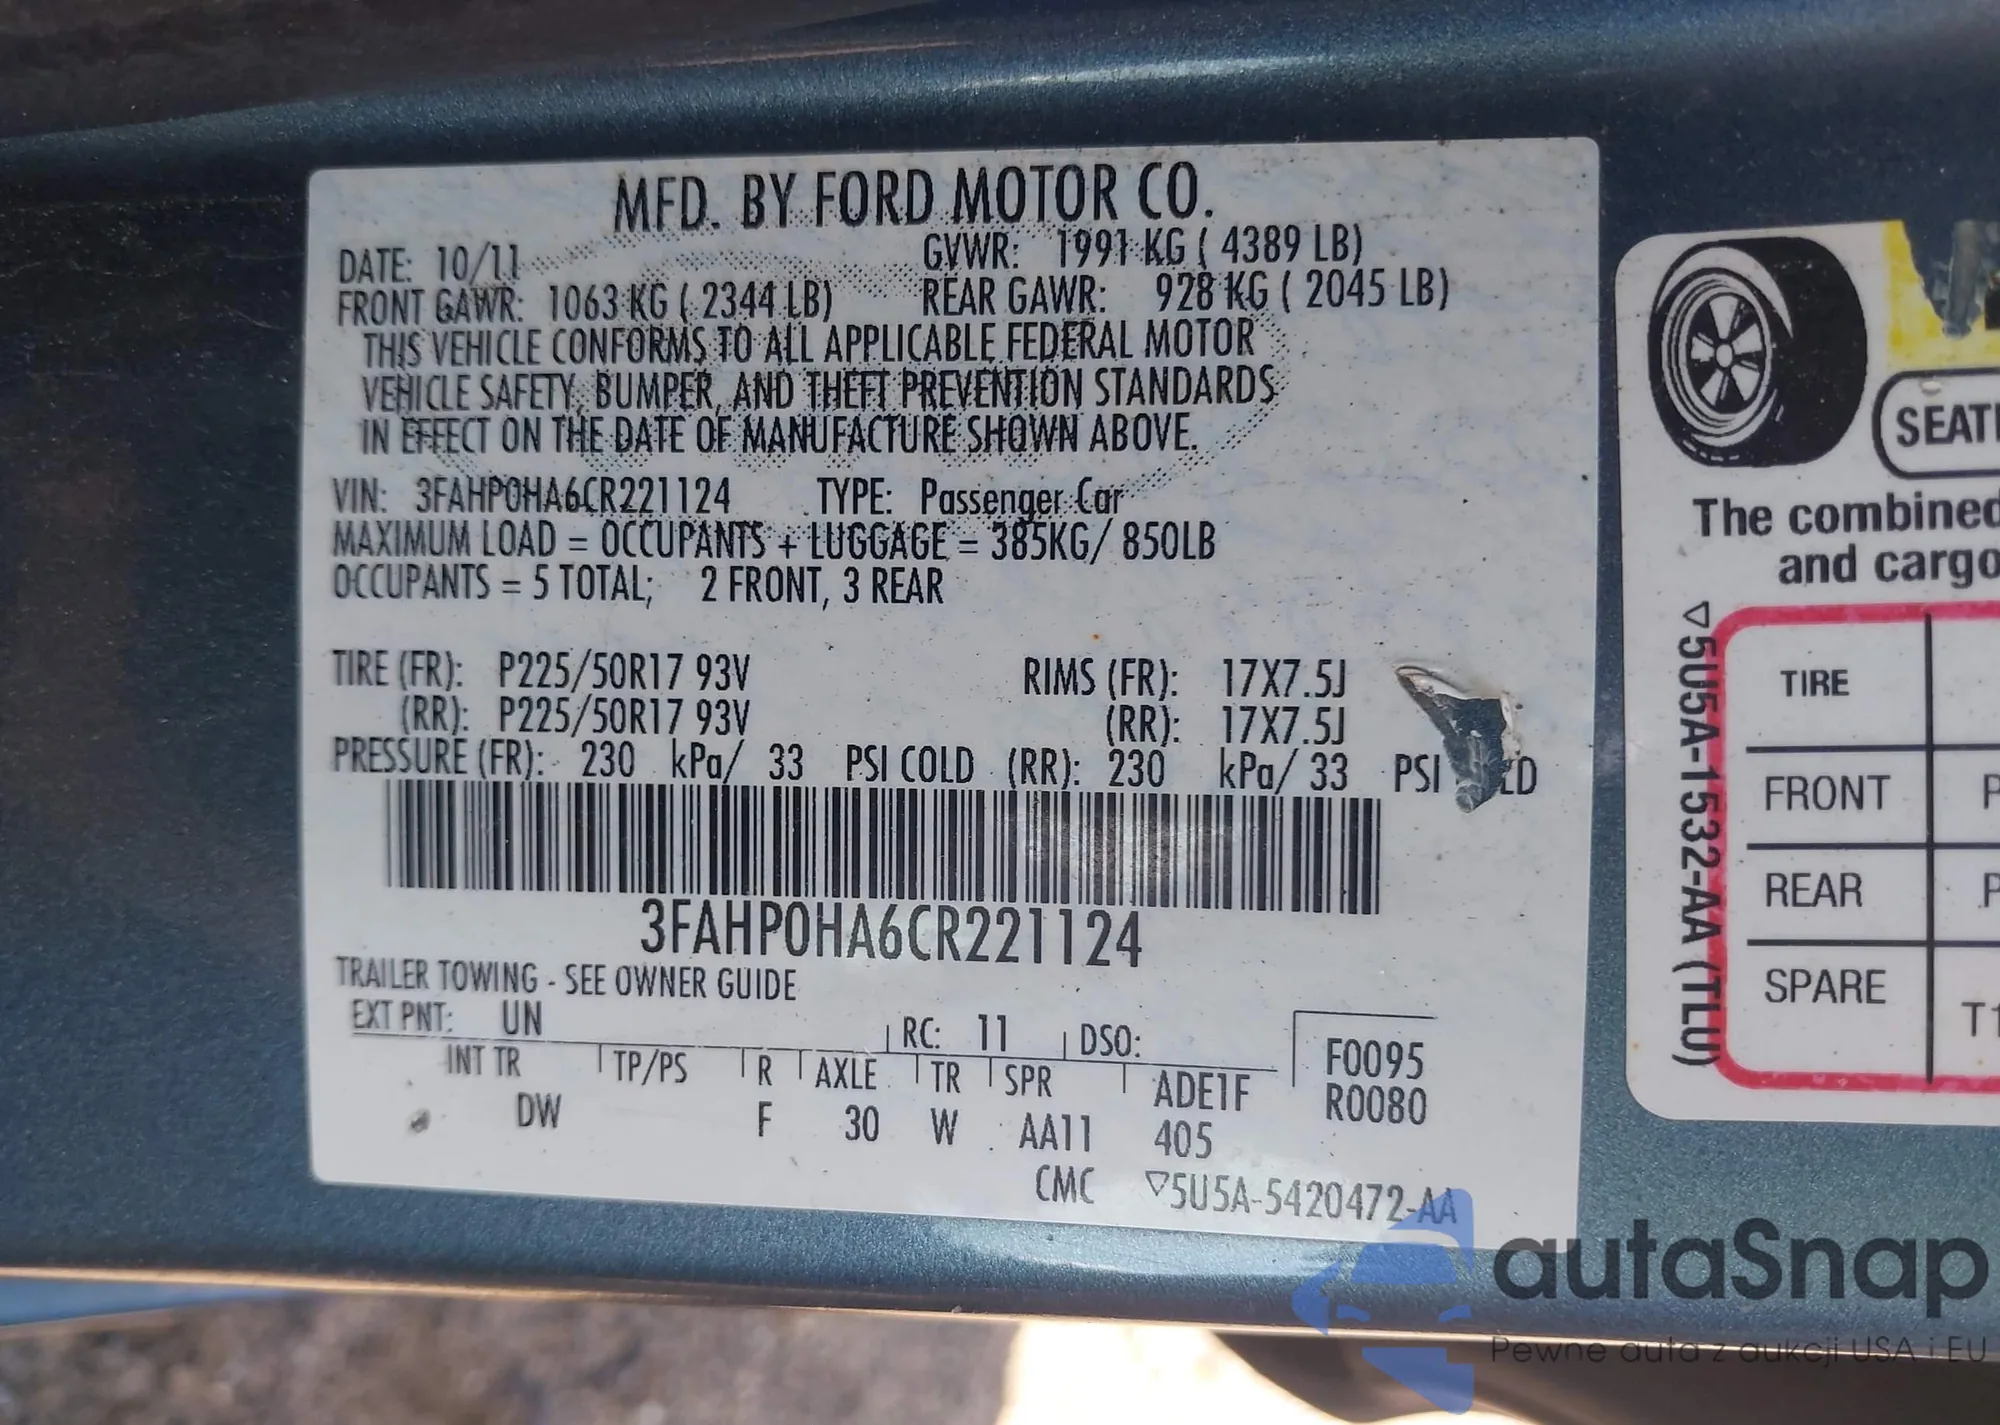 MFD. BY FORD MOTOR CO.
DATE: 10/11 GVWR: 1991 KG ( 4389 LB)
FRONT GAWR: 1063 KG ( 2344 LB) REAR GAWR: 928 KG ( 2045 LB)
THIS VEHICLE CONFORMS TO ALL APPLICABLE FEDERAL MOTOR
VEHICLE SAFETY, BUMPER, AND THEFT PREVENTION STANDARDS
IN EFFECT ON THE DATE OF MANUFACTURE SHOWN ABOVE.
VIN: 3FAHP0HA6CR221124 TYPE: Passenger Car
MAXIMUM LOAD = OCCUPANTS + LUGGAGE = 385KG/ 850LB
OCCUPANTS = 5 TOTAL; 2 FRONT, 3 REAR
TIRE (FR): P225/50R17 93V RIMS (FR): 17X7.5J
(RR): P225/50R17 93V (RR): 17X7.5J
PRESSURE (FR): 230 kPa/ 33 PSI COLD (RR): 230 kPa/ 33 PSI
3FAHP0HA6CR221124
TRAILER TOWING - SEE OWNER GUIDE
EXT PNT: UN RC: 11 DSO:
INT TR TP/PS R AXLE TR SPR ADE1F
DW F 30 W AA11 405
F0095
R0080
CMC ▽5U5A-5420472-AA
SEATI
The combined
and cargo
▽5U5A-1532-AA (TLU)
TIRE
FRONT P
REAR P
SPARE T1
autaSnap
Pewne auta z aukcji USA i EU